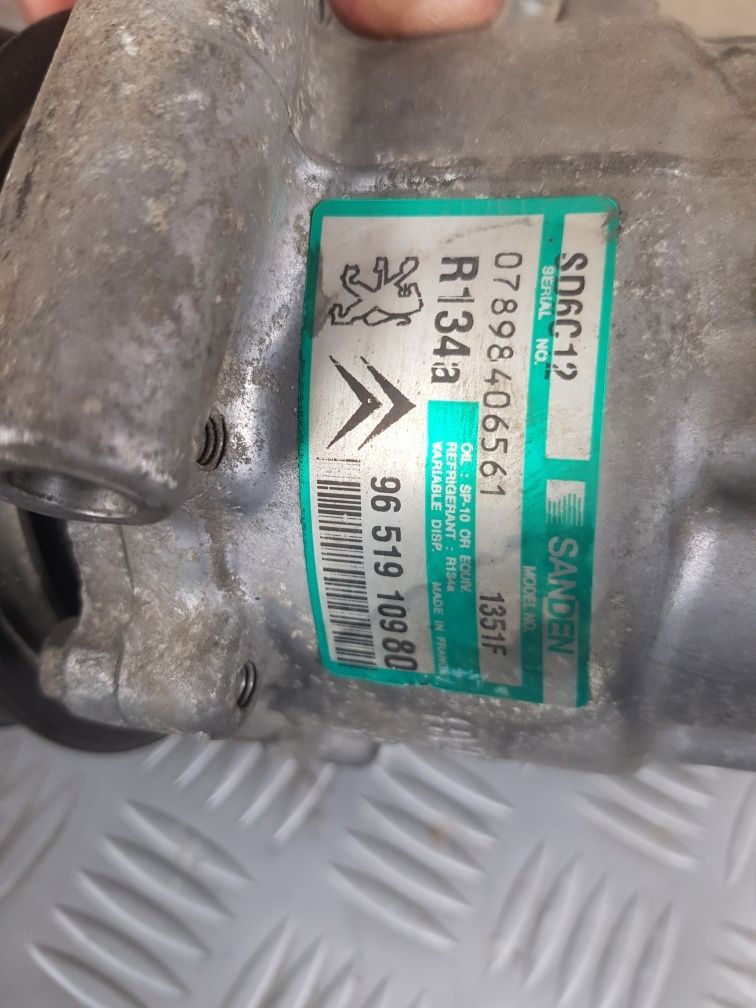 SD6C12
SANDEN
SERIAL NO.
MODEL NO.
07898406561
1351F
R134a
OIL : SP-10 OR EQUIV.
REFRIGERANT : R134a
VARIABLE DISP.
MADE IN FRANCE
96 519 109 80